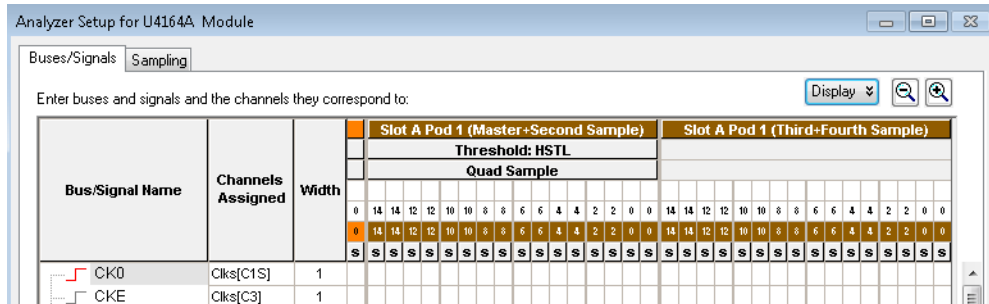 Analyzer Setup for U4164A Module
Buses/Signals Sampling
Display
Enter buses and signals and the channels they correspond to:
Slot A Pod 1 (Master+Second Sample) Slot A Pod 1 (Third+Fourth Sample)
Threshold: HSTL
Quad Sample
Bus/Signal Name Channels Assigned Width
0 14 14 12 12 10 10 8 8 6 6 4 4 2 2 0 0 14 14 12 12 10 10 8 8 6 6 4 4 2 2 0 0
0 14 14 12 12 10 10 8 8 6 6 4 4 2 2 0 0 14 14 12 12 10 10 8 8 6 6 4 4 2 2 0 0
S S S S S S S S S S S S S S S S S S S S S S S S S S S S S S S S S
CK0 Clks[C1S] 1
CKE Clks[C3] 1